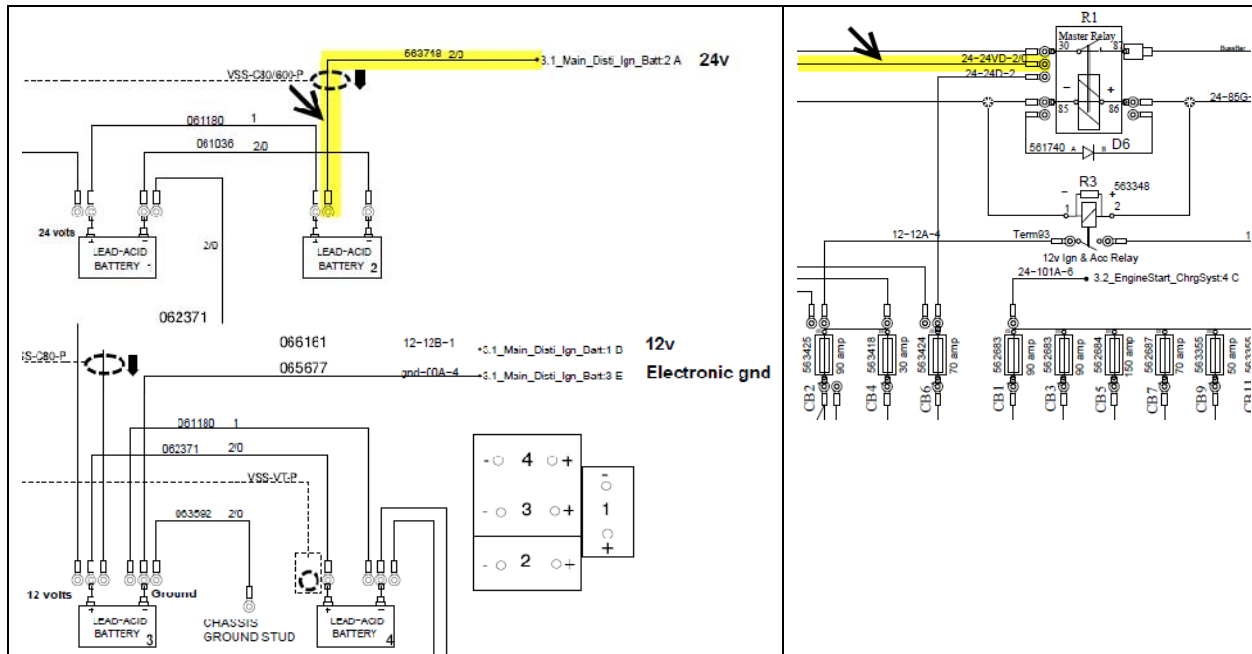 563718 2/0
3.1_Main_Disti_Ign_Batt:2 A
24v
VSS-C80/600-P
061180 1
061036 2/0
24 volts
+ -
LEAD-ACID
BATTERY 1
2/0
+ -
LEAD-ACID
BATTERY 2
062371
066161
12-12B-1
3.1_Main_Disti_Ign_Batt:1 B
12v
SS-C80-P
065677
gnd-00A-4
3.1_Main_Disti_Ign_Batt:3 E
Electronic gnd
061180 1
062371 2/0
VSS-VT-P
063592 2/0
12 volts
Ground
+ -
LEAD-ACID
BATTERY 3
CHASSIS
GROUND STUD
+ -
LEAD-ACID
BATTERY 4
- 4 +
- 3 +
- 2 +
-
1
+
R1
Master Relay
30
87
BussBar
24-24VD-2/0
24-24D-2
- +
85
86
24-85G-
561740 A B D6
R3
- + 563348
1 2
12-12A-4
Term93
12v Ign & Acc Relay
24-101A-6
3.2_EngineStart_ChrgSyst:4 C
563425
90 amp
CB2
563418
30 amp
CB4
563424
70 amp
CB6
562683
90 amp
CB1
562683
90 amp
CB3
562684
150 amp
CB5
562687
70 amp
CB7
563355
50 amp
CB9
563355
CB11